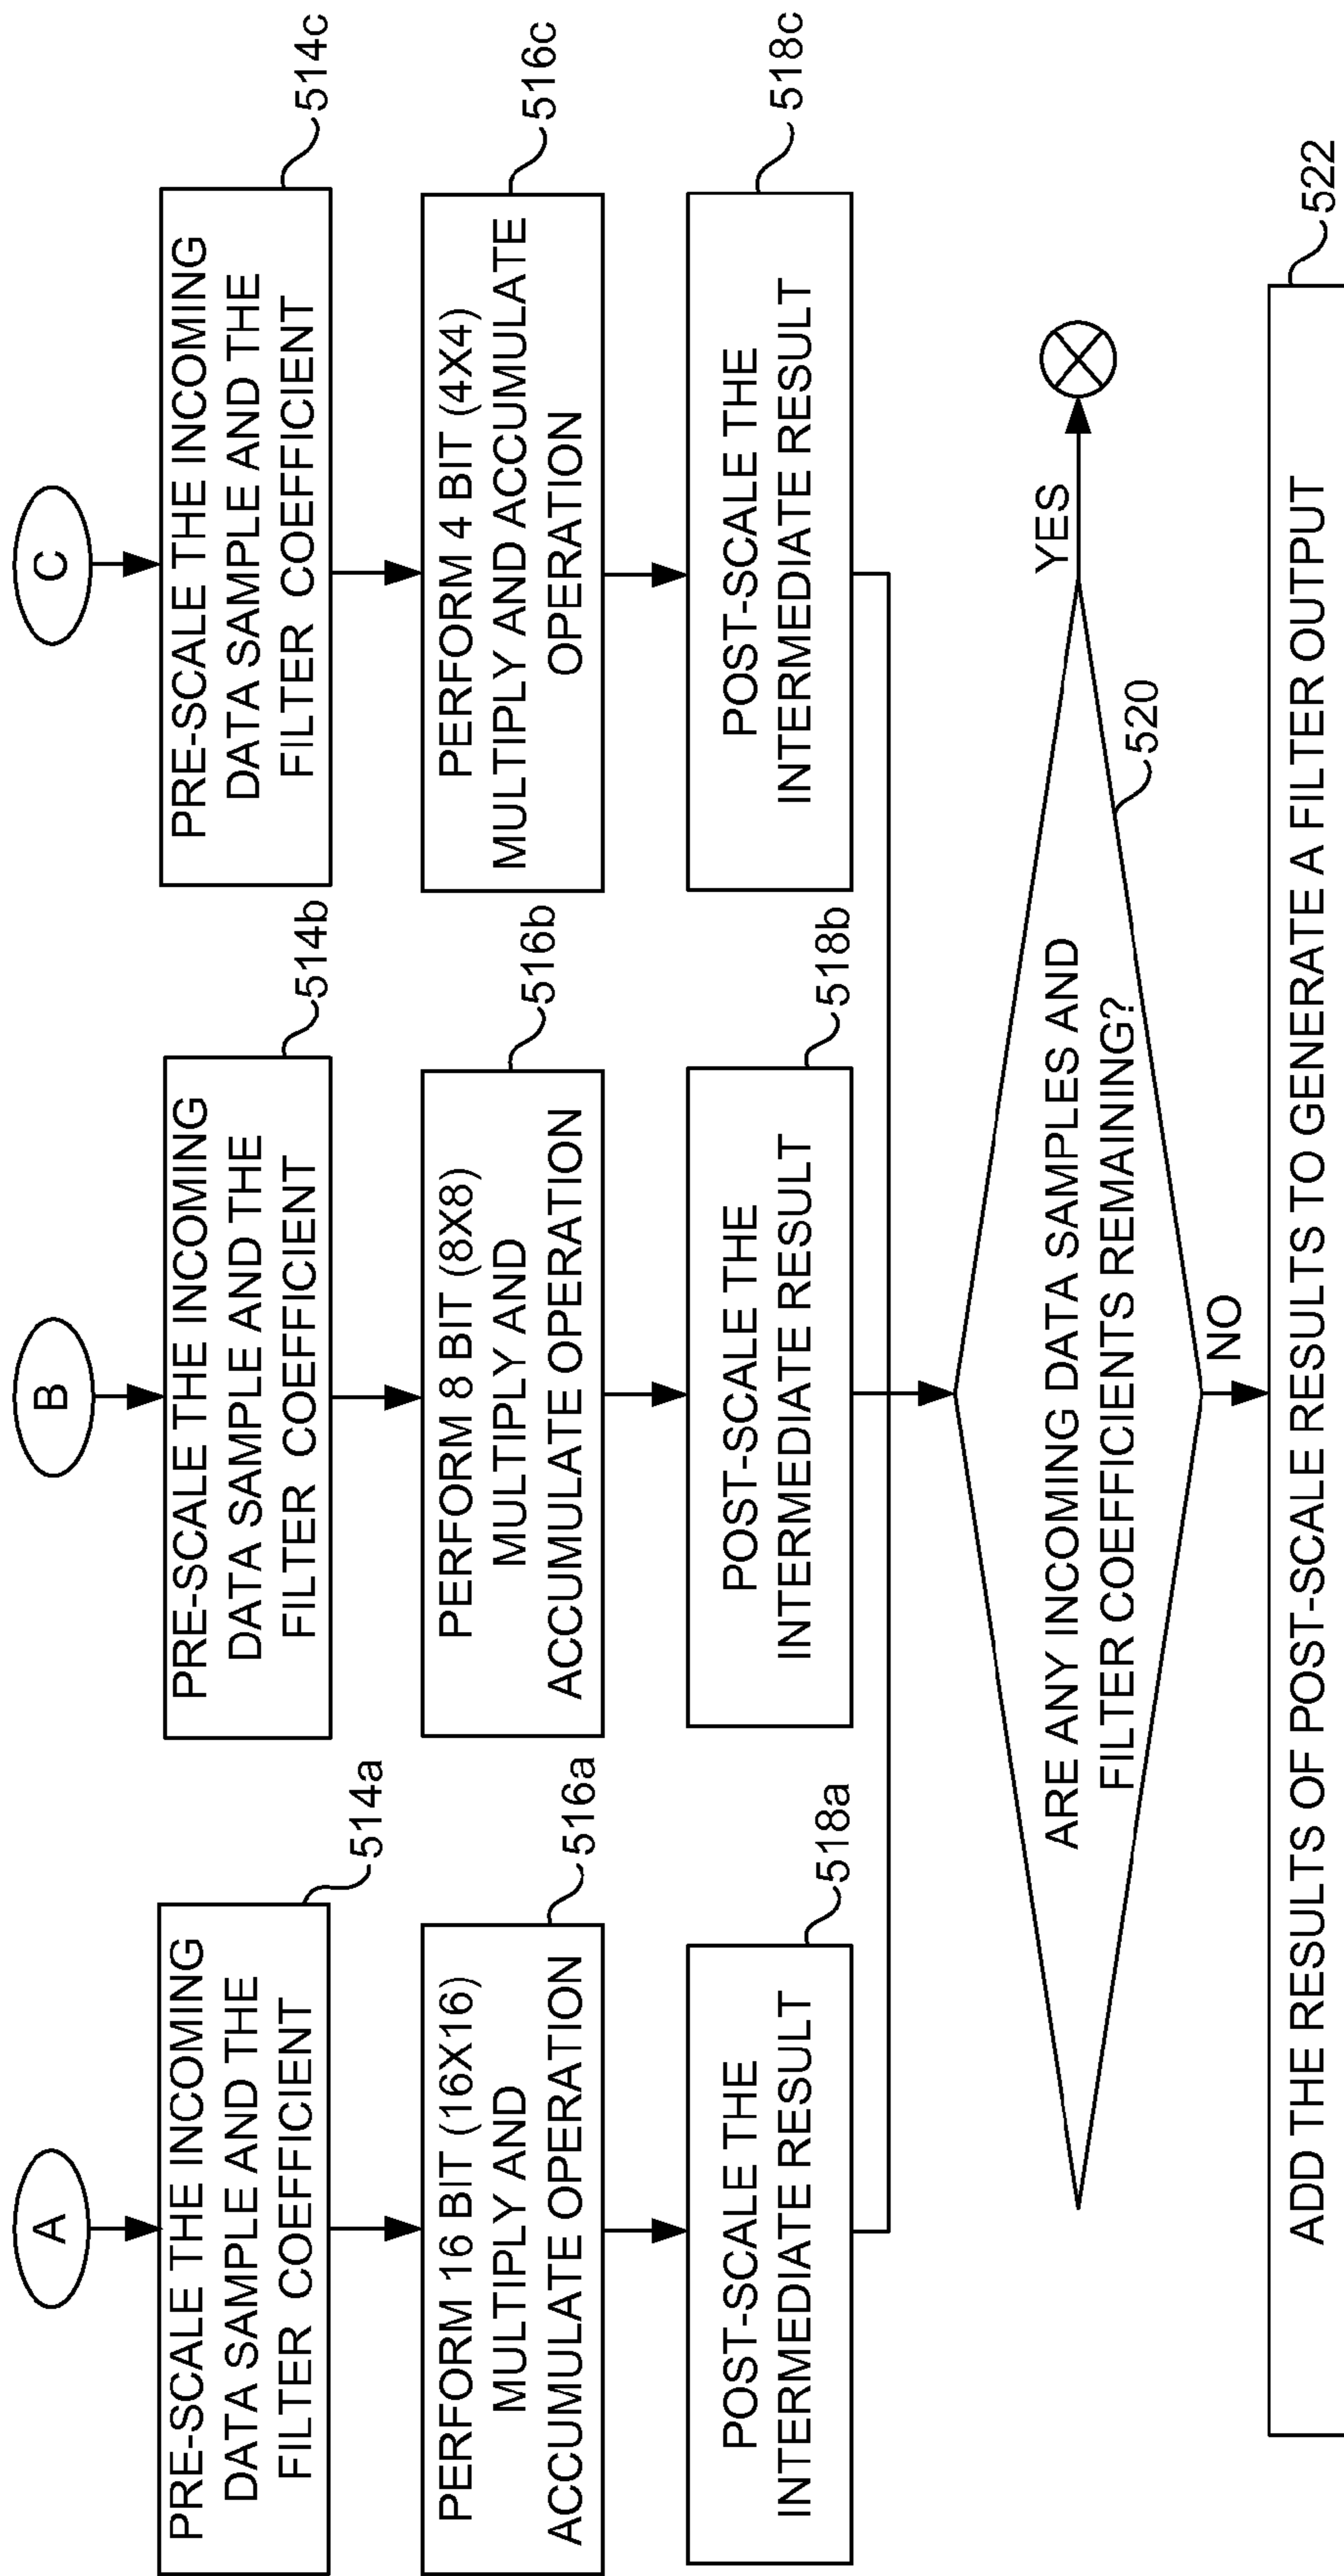 A
PRE-SCALE THE INCOMING
DATA SAMPLE AND THE
FILTER COEFFICIENT
514a
PERFORM 16 BIT (16X16)
MULTIPLY AND
ACCUMULATE OPERATION
516a
POST-SCALE THE
INTERMEDIATE RESULT
518a
B
PRE-SCALE THE INCOMING
DATA SAMPLE AND THE
FILTER COEFFICIENT
514b
PERFORM 8 BIT (8X8)
MULTIPLY AND
ACCUMULATE OPERATION
516b
POST-SCALE THE
INTERMEDIATE RESULT
518b
C
PRE-SCALE THE INCOMING
DATA SAMPLE AND THE
FILTER COEFFICIENT
514c
PERFORM 4 BIT (4X4)
MULTIPLY AND ACCUMULATE
OPERATION
516c
POST-SCALE THE
INTERMEDIATE RESULT
518c
ARE ANY INCOMING DATA SAMPLES AND
FILTER COEFFICIENTS REMAINING?
520
YES
NO
ADD THE RESULTS OF POST-SCALE RESULTS TO GENERATE A FILTER OUTPUT
522